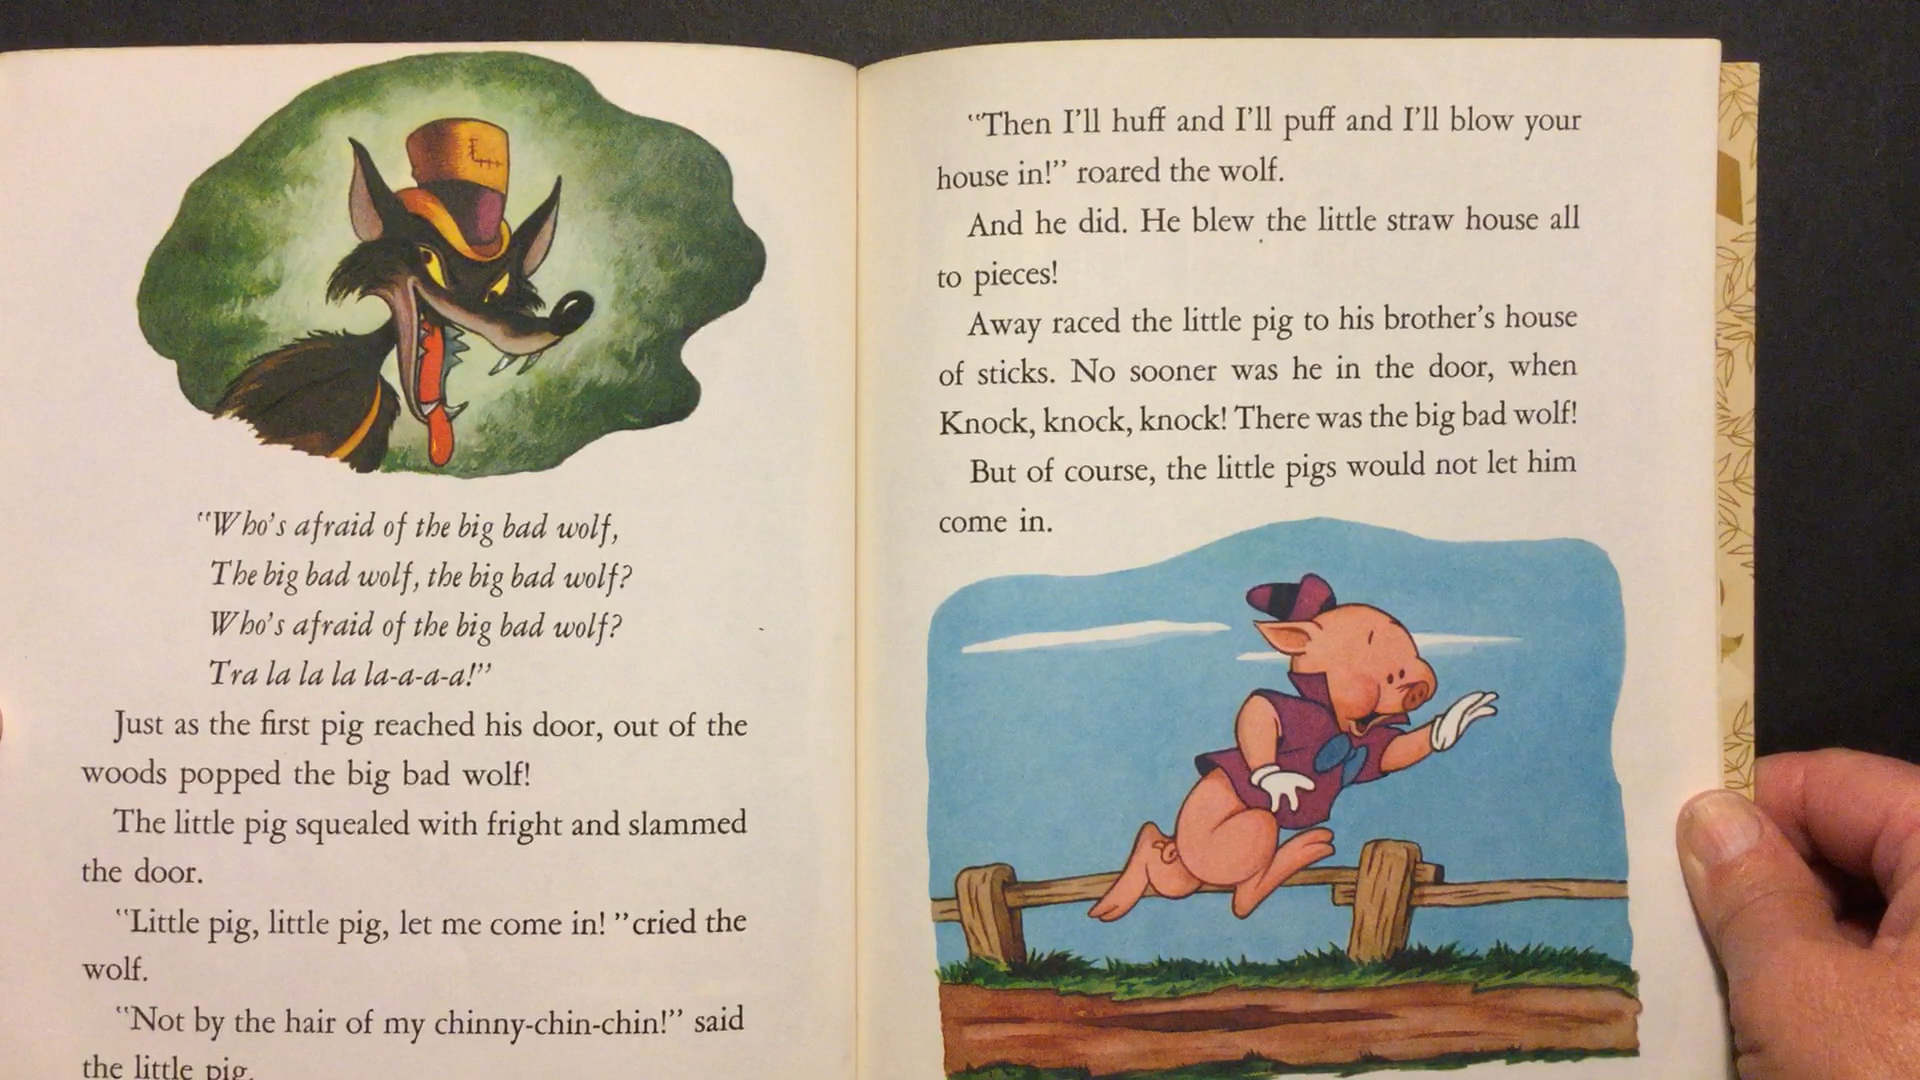 "Who's afraid of the big bad wolf,
The big bad wolf, the big bad wolf?
Who's afraid of the big bad wolf?
Tra la la la la-a-a-a!"
Just as the first pig reached his door, out of the
woods popped the big bad wolf!
The little pig squealed with fright and slammed
the door.
"Little pig, little pig, let me come in!" cried the
wolf.
"Not by the hair of my chinny-chin-chin!" said
the little pig.
"Then I'll huff and I'll puff and I'll blow your
house in!" roared the wolf.
And he did. He blew the little straw house all
to pieces!
Away raced the little pig to his brother's house
of sticks. No sooner was he in the door, when
Knock, knock, knock! There was the big bad wolf!
But of course, the little pigs would not let him
come in.